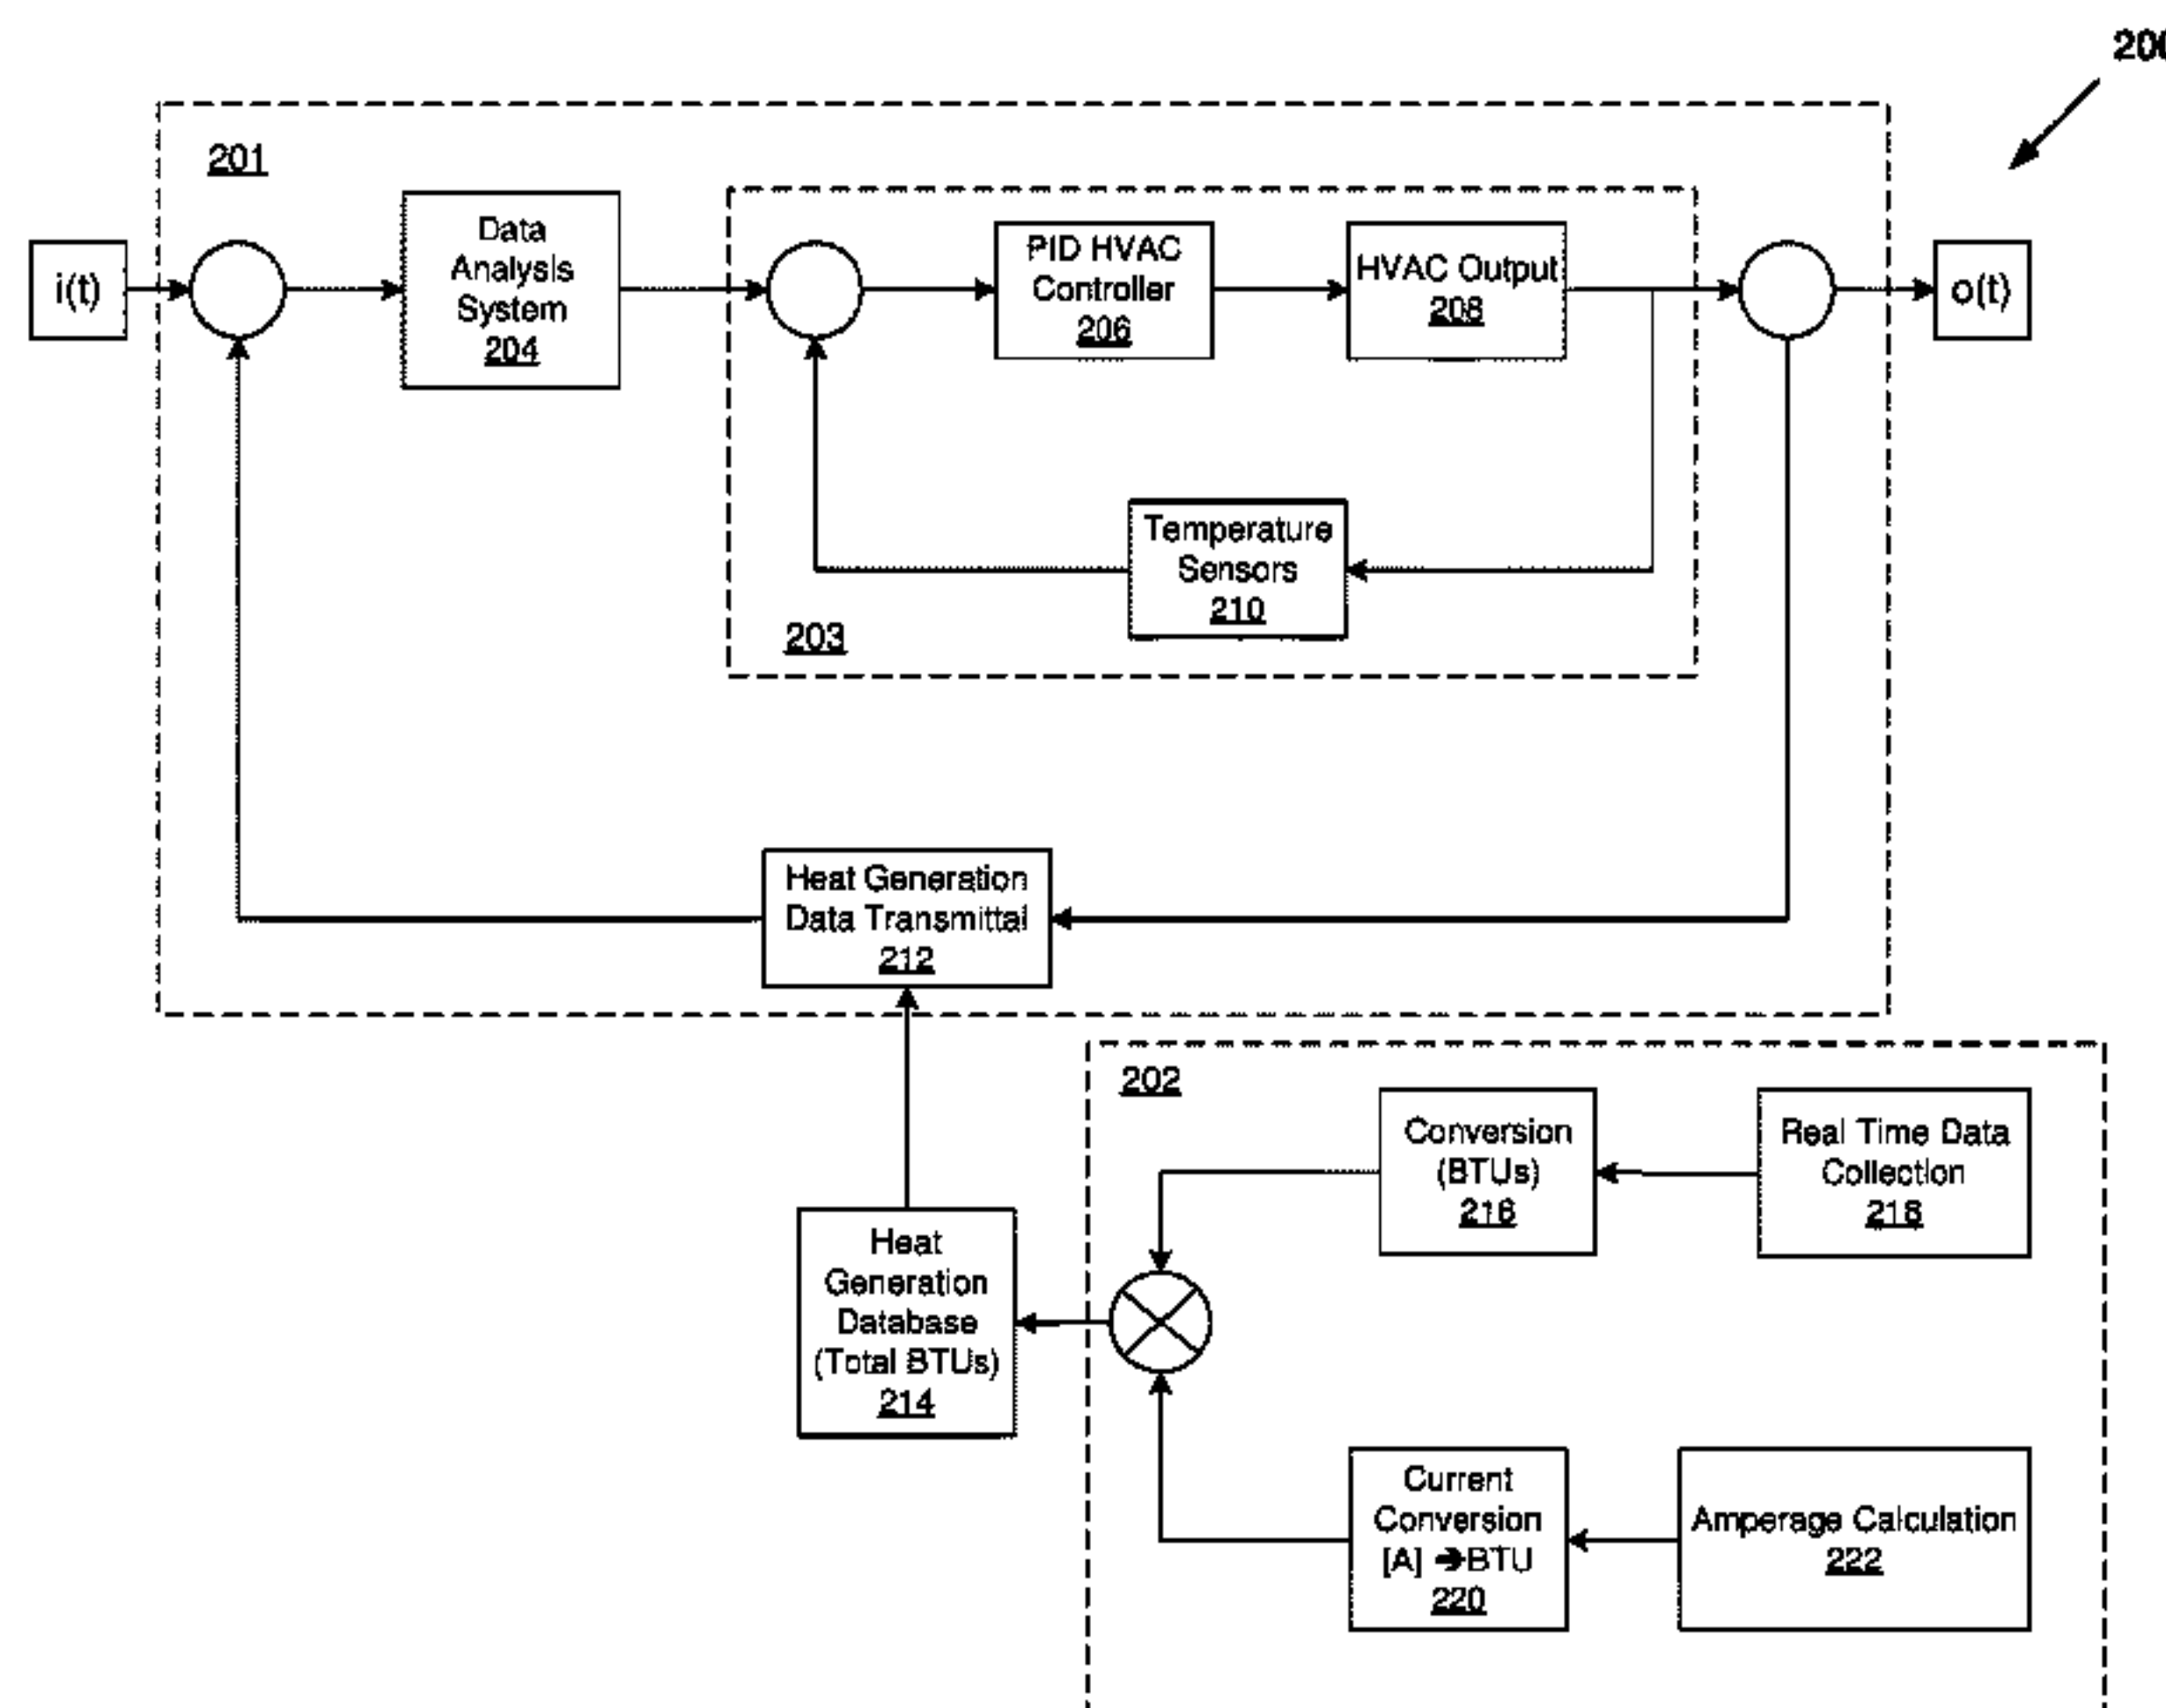 200
201
i(t)
Data
Analysis
System
204
PID HVAC
Controller
206
HVAC Output
208
o(t)
Temperature
Sensors
210
203
Heat Generation
Data Transmittal
212
202
Conversion
(BTUs)
216
Real Time Data
Collection
218
Heat
Generation
Database
(Total BTUs)
214
Current
Conversion
[A] ➔BTU
220
Amperage Calculation
222